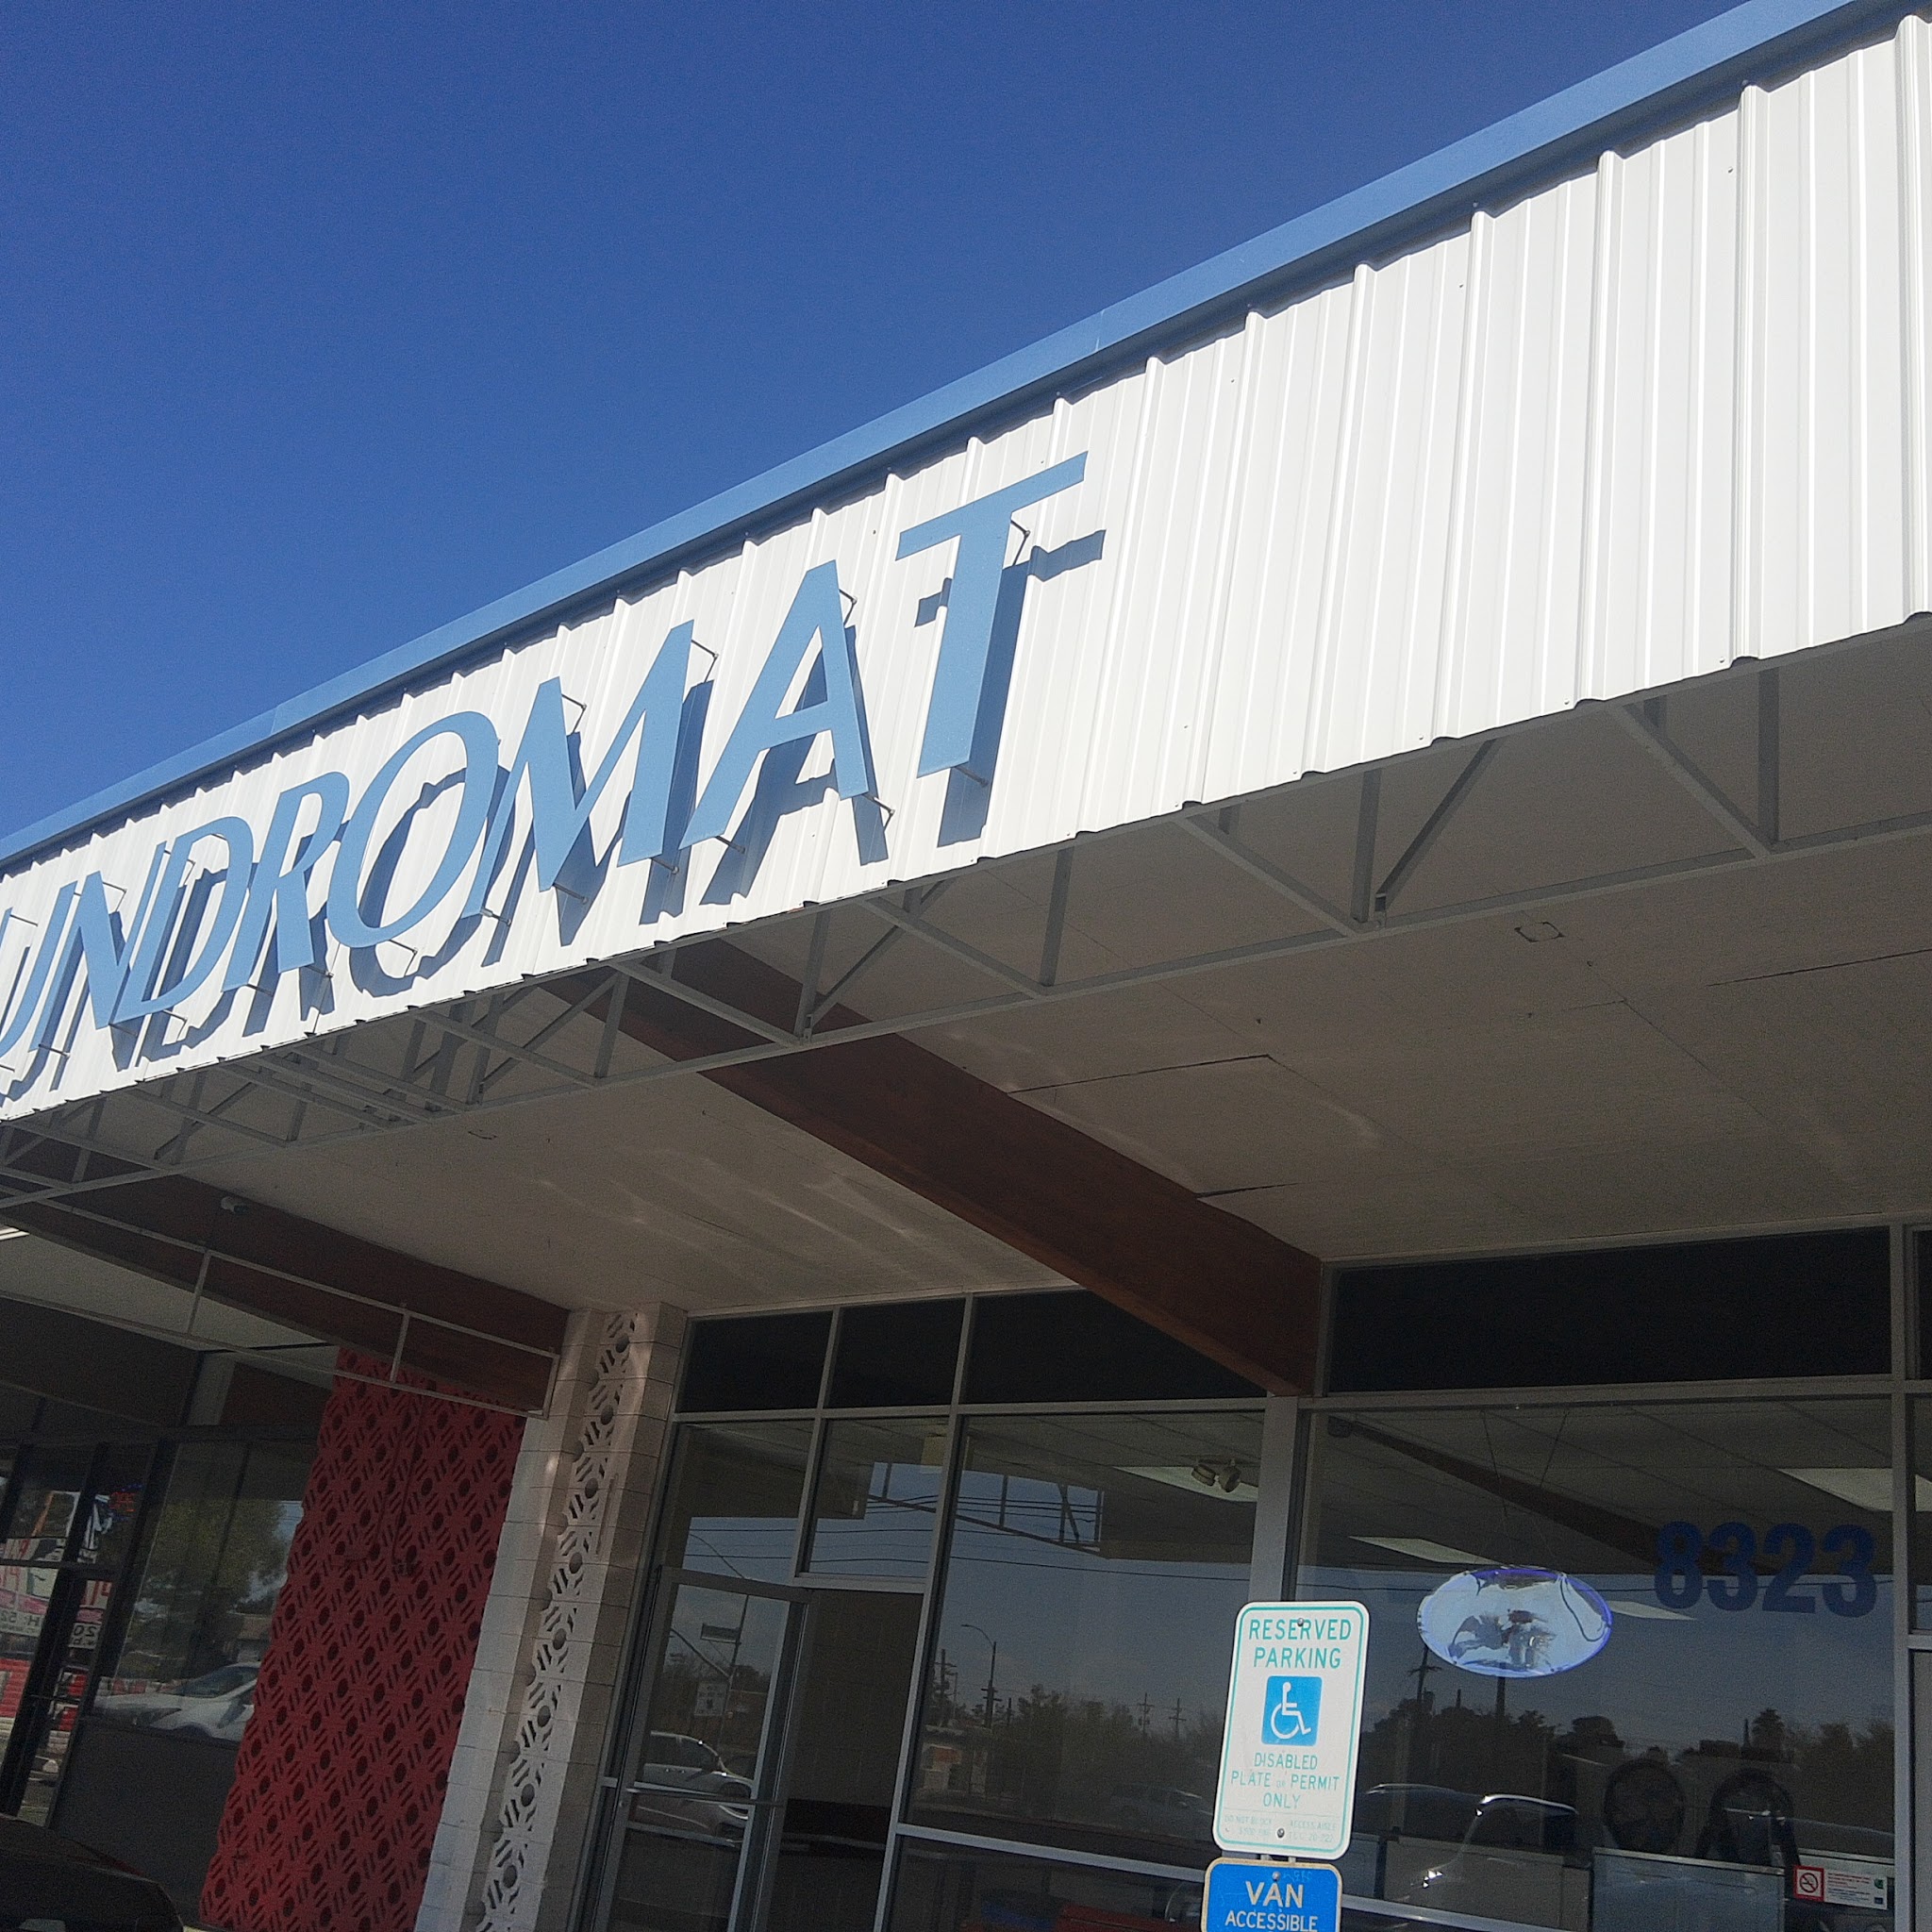 UNDROMAT
8323
RESERVED
PARKING
DISABLED
PLATE OR PERMIT
ONLY
VAN
ACCESSIBLE